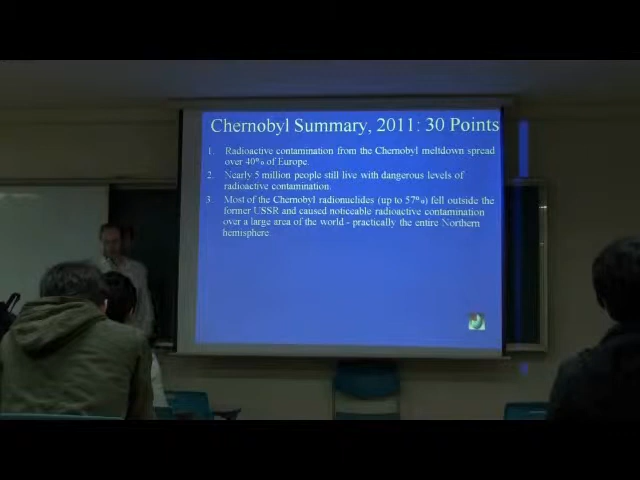 Chernobyl Summary, 2011: 30 Points
1. Radioactive contamination from the Chernobyl meltdown spread
over 40% of Europe.
2. Nearly 5 million people still live with dangerous levels of
radioactive contamination.
3. Most of the Chernobyl radionuclides (up to 57%) fell outside the
former USSR and caused noticeable radioactive contamination
over a large area of the world - practically the entire Northern
hemisphere.